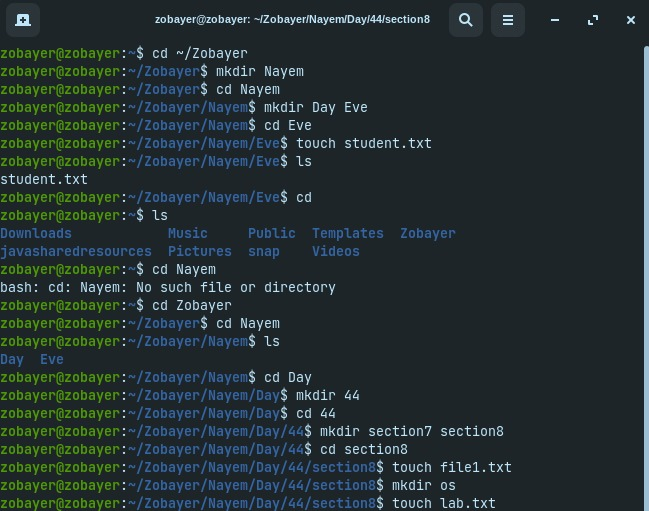 zobayer@zobayer: ~/Zobayer/Nayem/Day/44/section8
zobayer@zobayer:~$ cd ~/Zobayer
zobayer@zobayer:~/Zobayer$ mkdir Nayem
zobayer@zobayer:~/Zobayer$ cd Nayem
zobayer@zobayer:~/Zobayer/Nayem$ mkdir Day Eve
zobayer@zobayer:~/Zobayer/Nayem$ cd Eve
zobayer@zobayer:~/Zobayer/Nayem/Eve$ touch student.txt
zobayer@zobayer:~/Zobayer/Nayem/Eve$ ls
student.txt
zobayer@zobayer:~/Zobayer/Nayem/Eve$ cd
zobayer@zobayer:~$ ls
Downloads            Music     Public  Templates  Zobayer
javasharedresources  Pictures  snap    Videos
zobayer@zobayer:~$ cd Nayem
bash: cd: Nayem: No such file or directory
zobayer@zobayer:~$ cd Zobayer
zobayer@zobayer:~/Zobayer$ cd Nayem
zobayer@zobayer:~/Zobayer/Nayem$ ls
Day  Eve
zobayer@zobayer:~/Zobayer/Nayem$ cd Day
zobayer@zobayer:~/Zobayer/Nayem/Day$ mkdir 44
zobayer@zobayer:~/Zobayer/Nayem/Day$ cd 44
zobayer@zobayer:~/Zobayer/Nayem/Day/44$ mkdir section7 section8
zobayer@zobayer:~/Zobayer/Nayem/Day/44$ cd section8
zobayer@zobayer:~/Zobayer/Nayem/Day/44/section8$ touch file1.txt
zobayer@zobayer:~/Zobayer/Nayem/Day/44/section8$ mkdir os
zobayer@zobayer:~/Zobayer/Nayem/Day/44/section8$ touch lab.txt